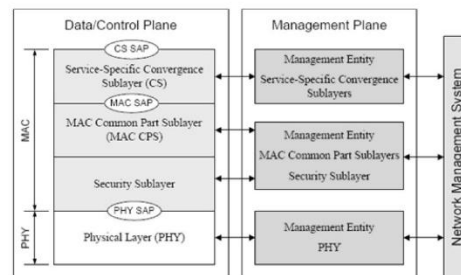 Data/Control Plane
Management Plane
CS SAP
Service-Specific Convergence
Sublayer (CS)
MAC SAP
MAC Common Part Sublayer
(MAC CPS)
Security Sublayer
PHY SAP
Physical Layer (PHY)
MAC
PHY
Management Entity
Service-Specific Convergence
Sublayers
Management Entity
MAC Common Part Sublayers
Security Sublayer
Management Entity
PHY
Network Management System